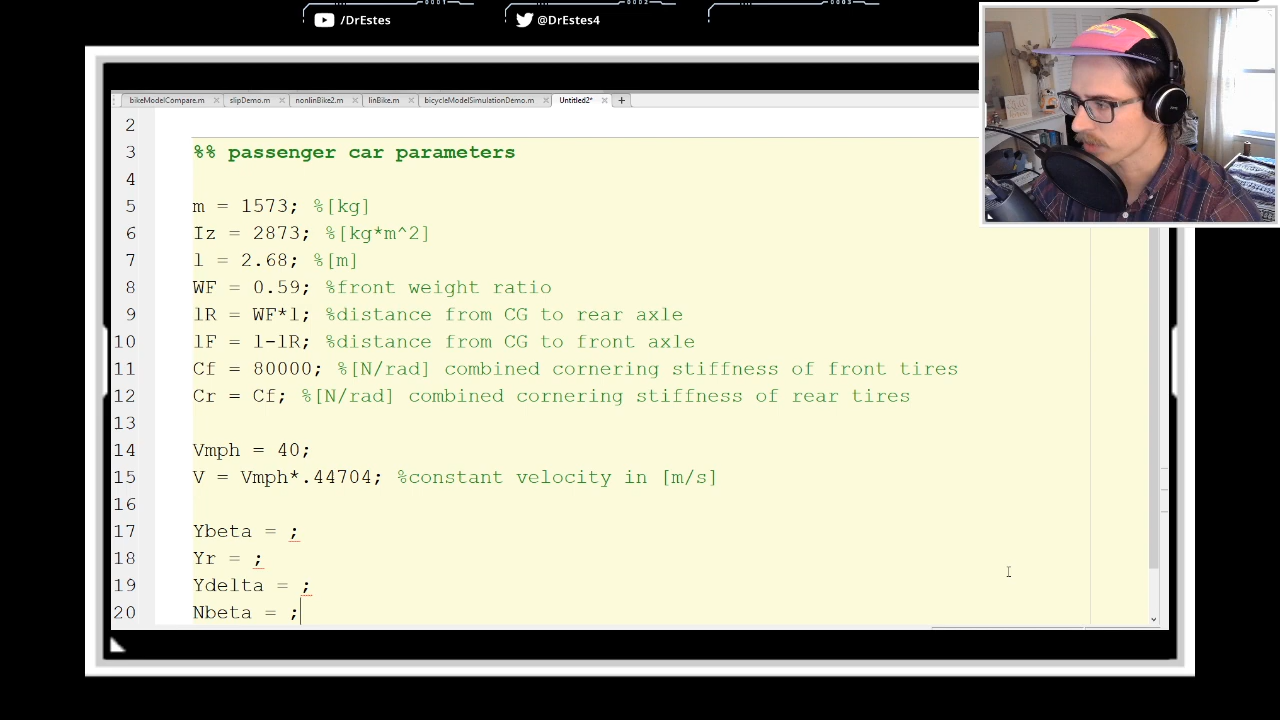 0001
0002
0003
/DrEstes
@DrEstes4
bikeModelCompare.m
slipDemo.m
nonlinBike2.m
linBike.m
bicycleModelSimulationDemo.m
Untitled2*
2
3 %% passenger car parameters
4
5 m = 1573; %[kg]
6 Iz = 2873; %[kg*m^2]
7 l = 2.68; %[m]
8 WF = 0.59; %front weight ratio
9 lR = WF*l; %distance from CG to rear axle
10 lF = l-lR; %distance from CG to front axle
11 Cf = 80000; %[N/rad] combined cornering stiffness of front tires
12 Cr = Cf; %[N/rad] combined cornering stiffness of rear tires
13
14 Vmph = 40;
15 V = Vmph*.44704; %constant velocity in [m/s]
16
17 Ybeta = ;
18 Yr = ;
19 Ydelta = ;
20 Nbeta = ;